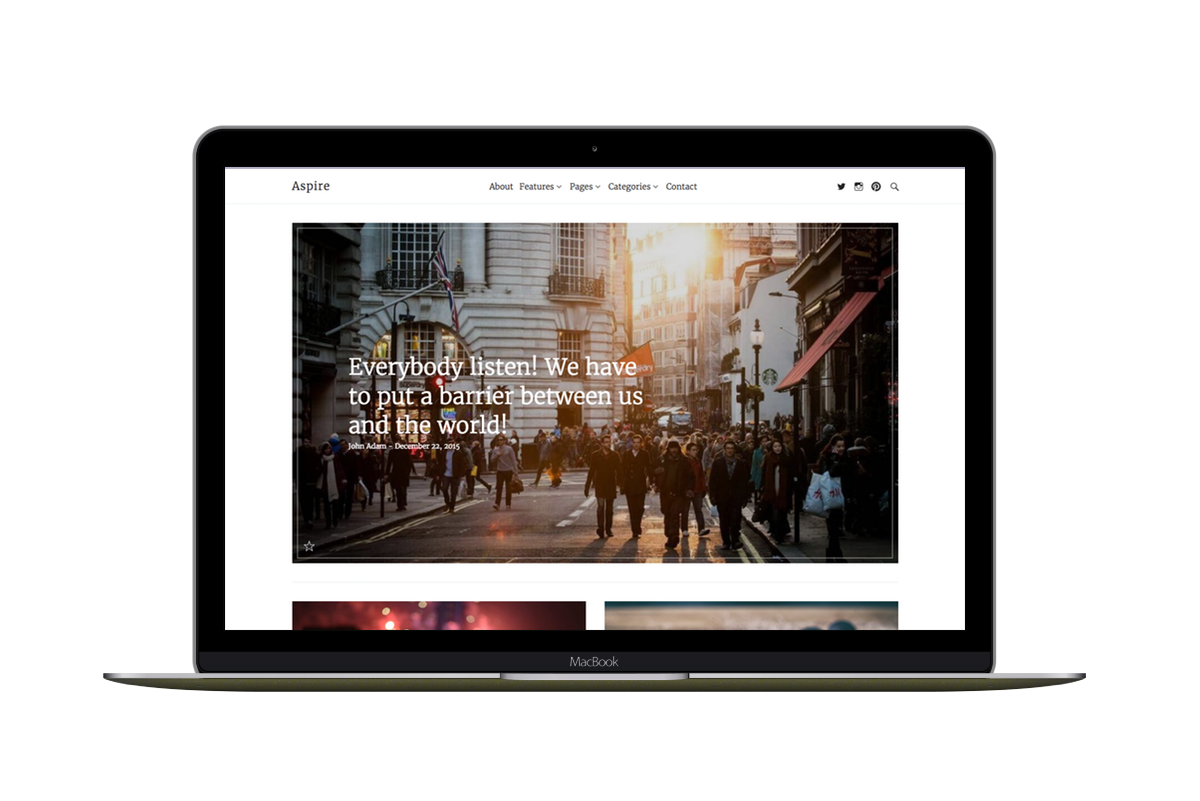 Aspire
About Features Pages Categories Contact
Everybody listen! We have
to put a barrier between us
and the world!
John Adam – December 22, 2015
MacBook